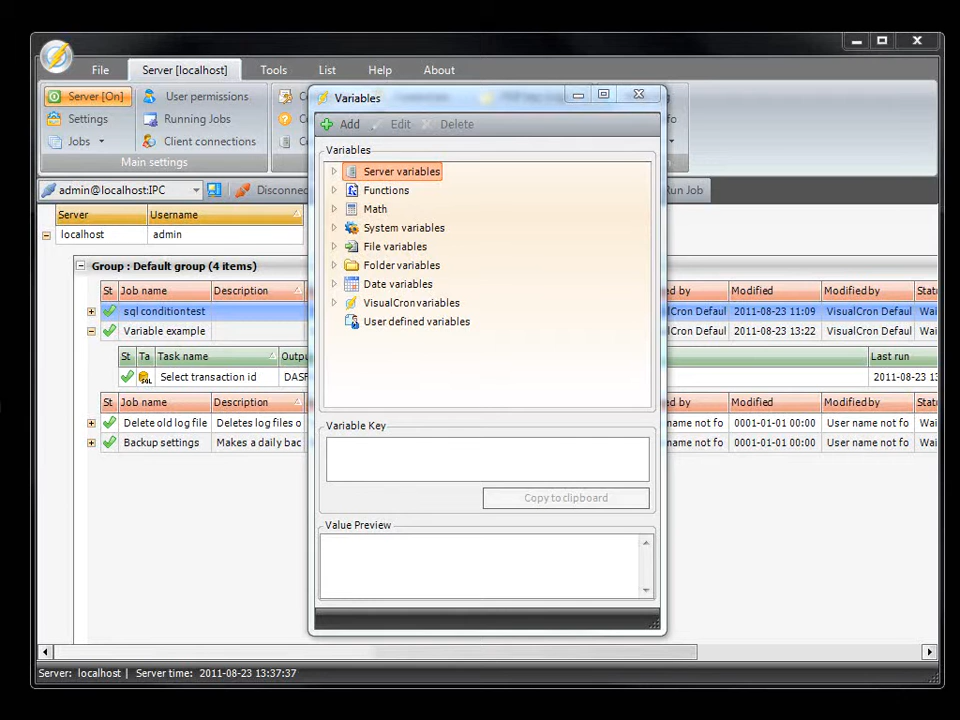 File
Server [localhost]
Tools
List
Help
About
Server [On]
User permissions
Settings
Running Jobs
Jobs
Client connections
Main settings
admin@localhost:IPC
Disconnec
Run Job
Server
Username
localhost
admin
Group : Default group (4 items)
St Job name Description ed by Modified Modified by Statu
sql conditiontest lCron Defaul 2011-08-23 11:09 VisualCron Defaul Wai
Variable example lCron Defaul 2011-08-23 13:22 VisualCron Defaul Wai
St Ta Task name Outpu Last run
Select transaction id DASF 2011-08-23 13
St Job name Description ed by Modified Modified by Statu
Delete old log file Deletes log files o name not fo 0001-01-01 00:00 User name not fo Wai
Backup settings Makes a daily bac name not fo 0001-01-01 00:00 User name not fo Wai
Server: localhost | Server time: 2011-08-23 13:37:37
Variables
Add Edit Delete
Variables
Server variables
Functions
Math
System variables
File variables
Folder variables
Date variables
VisualCron variables
User defined variables
Variable Key
Copy to clipboard
Value Preview